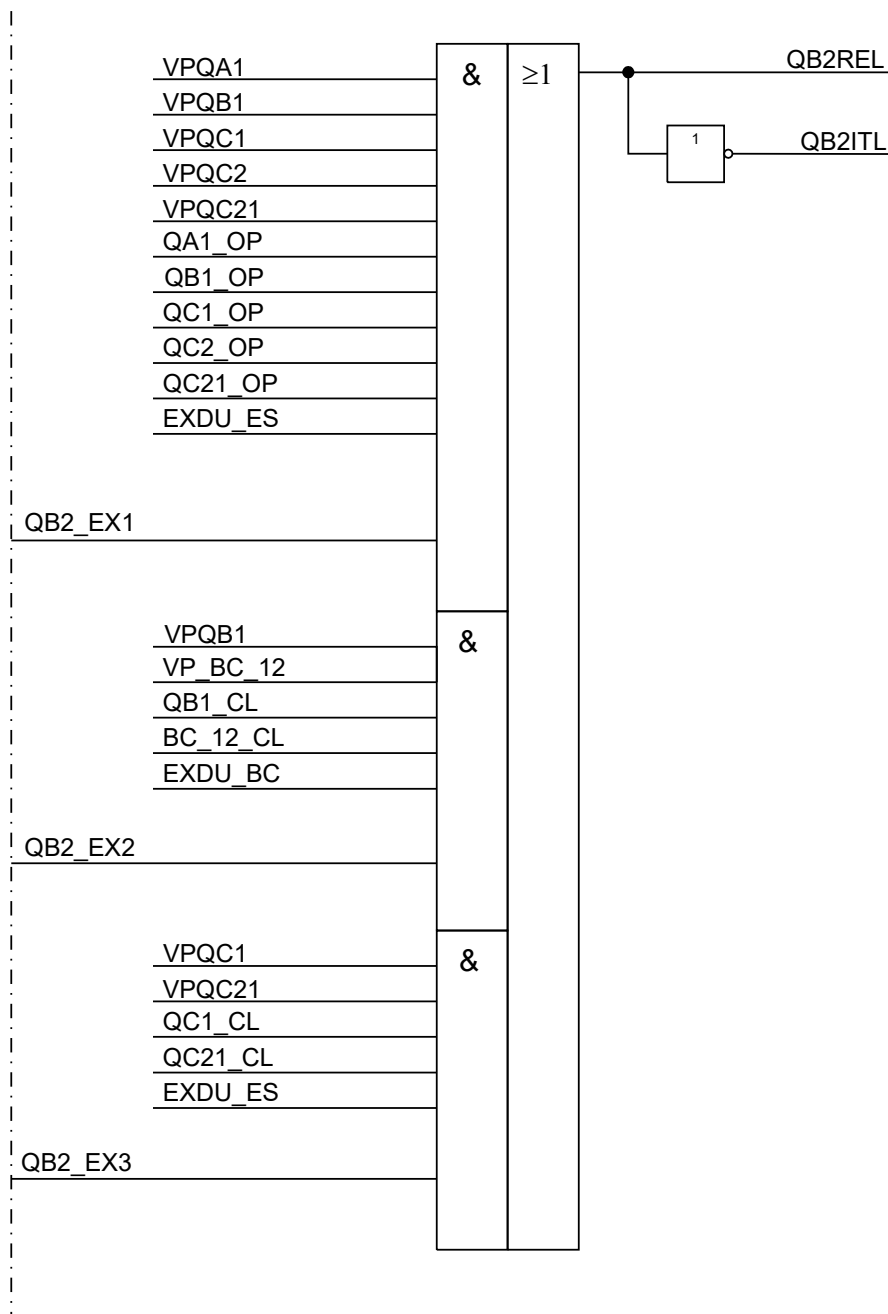 VPQA1
VPQB1
VPQC1
VPQC2
VPQC21
QA1_OP
QB1_OP
QC1_OP
QC2_OP
QC21_OP
EXDU_ES
QB2_EX1
&
≥1
QB2REL
1
QB2ITL
VPQB1
VP_BC_12
QB1_CL
BC_12_CL
EXDU_BC
QB2_EX2
&
VPQC1
VPQC21
QC1_CL
QC21_CL
EXDU_ES
QB2_EX3
&